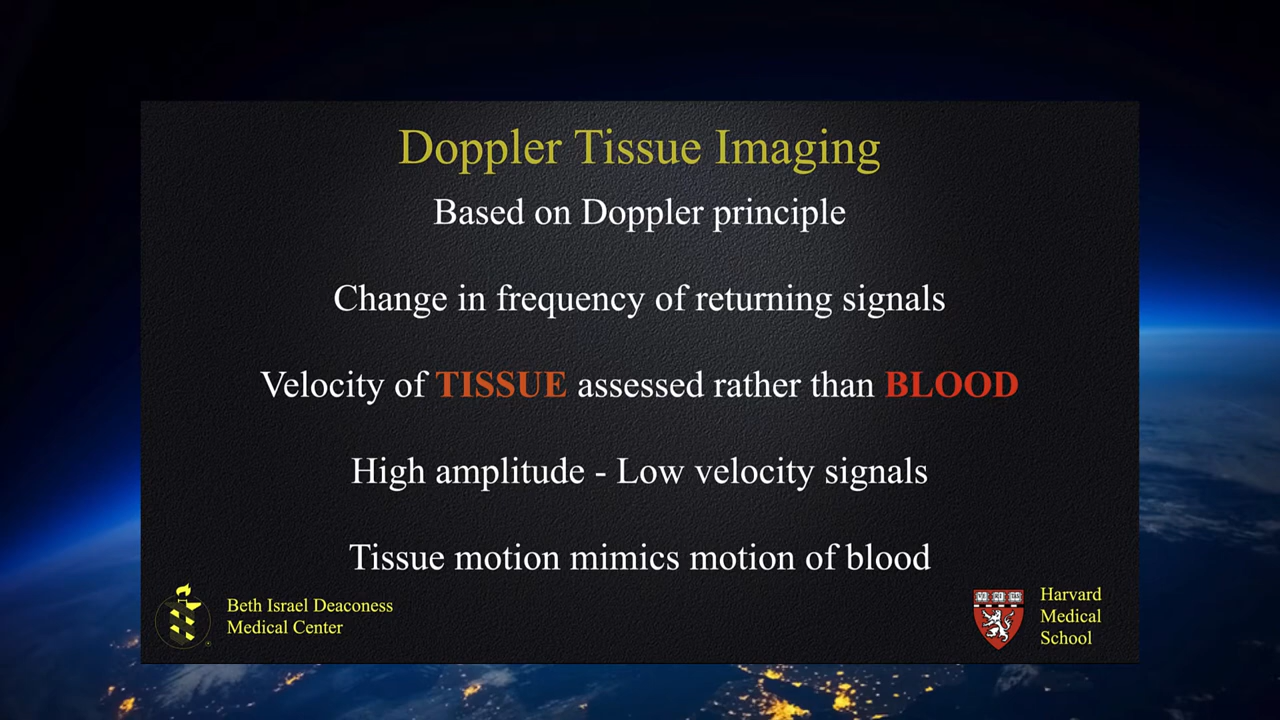 Doppler Tissue Imaging
Based on Doppler principle
Change in frequency of returning signals
Velocity of TISSUE assessed rather than BLOOD
High amplitude - Low velocity signals
Tissue motion mimics motion of blood
Beth Israel Deaconess
Medical Center
Harvard
Medical
School